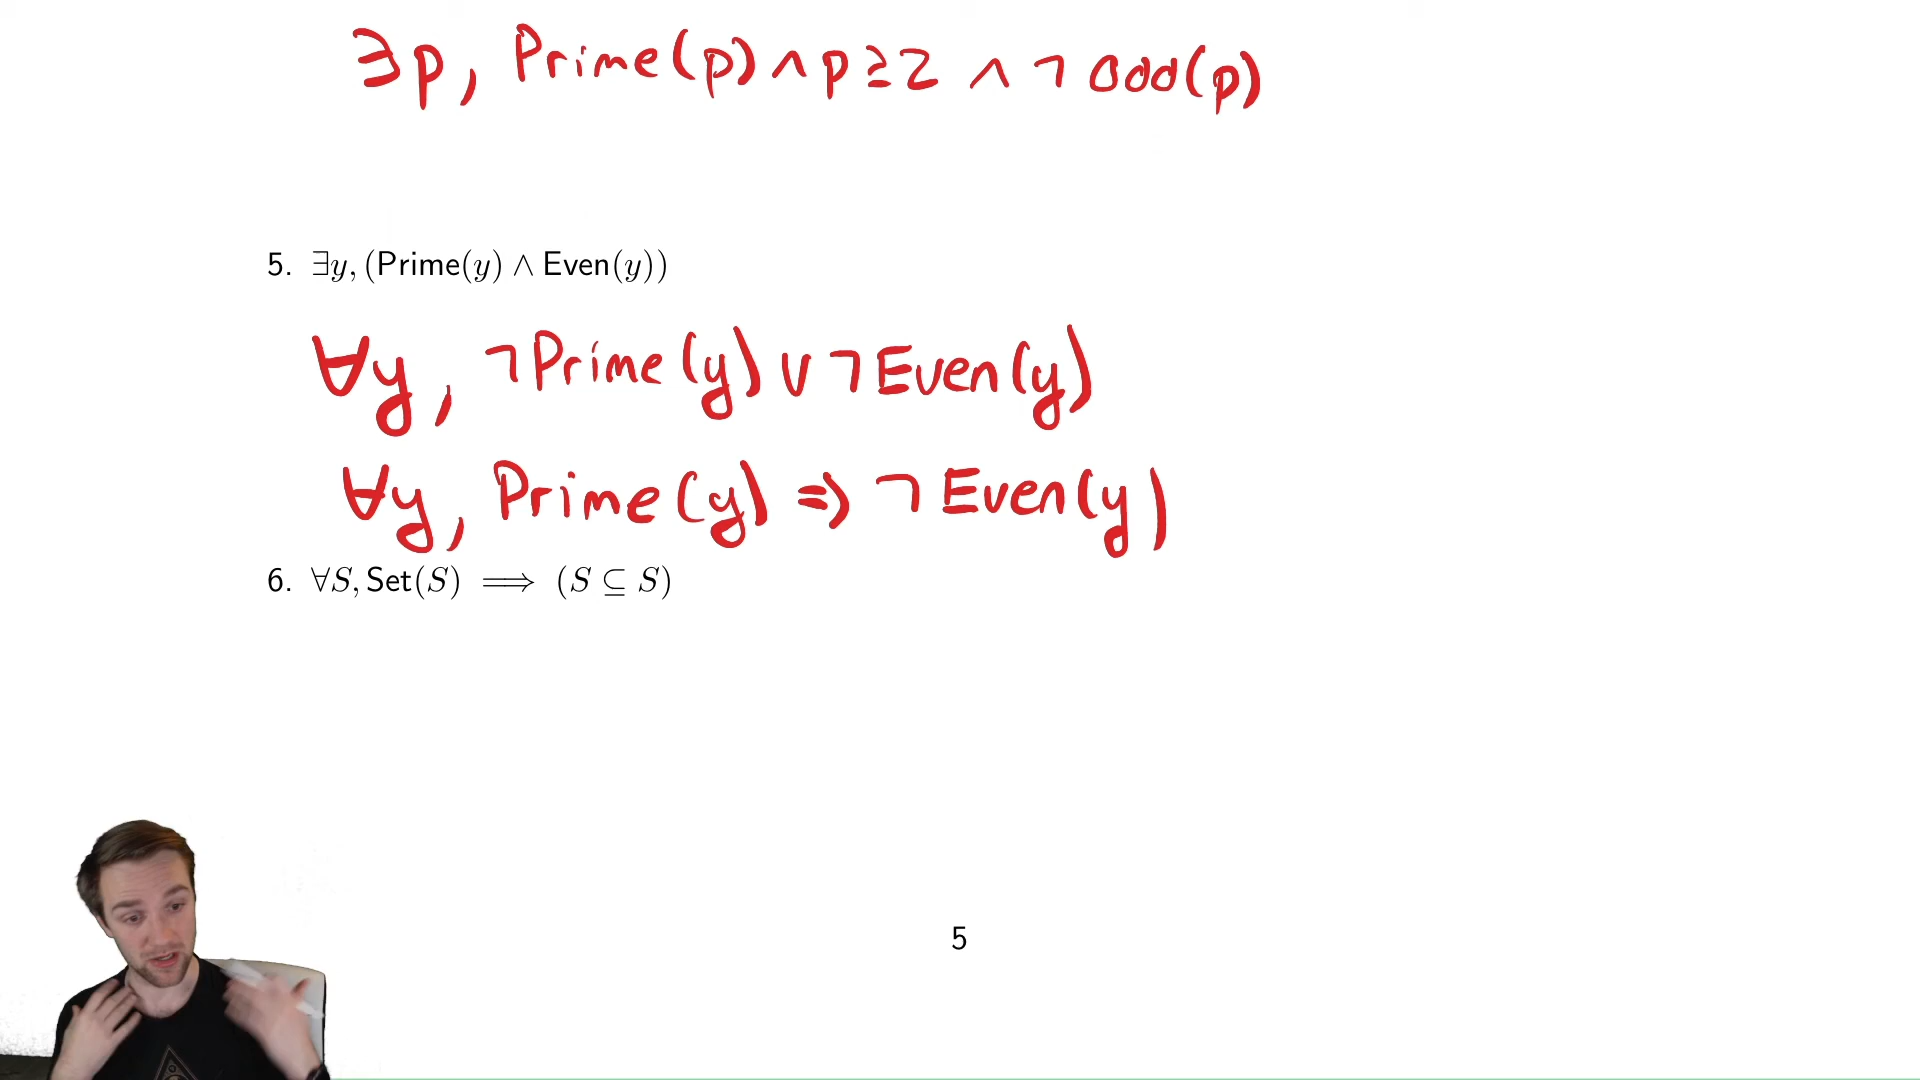 ∃p, Prime(p) ∧ p ≥ 2 ∧ ¬ Odd(p)
5. ∃y, (Prime(y) ∧ Even(y))
∀y, ¬Prime(y) ∨ ¬Even(y)
∀y, Prime(y) ⇒ ¬Even(y)
6. ∀S, Set(S) ⟹ (S ⊆ S)
5